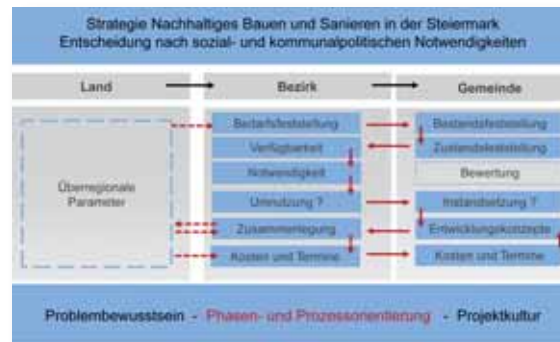 Strategie Nachhaltiges Bauen und Sanieren in der Steiermark
Entscheidung nach sozial- und kommunalpolitischen Notwendigkeiten
Land
Bezirk
Gemeinde
Überregionale
Parameter
Bedarfsfeststellung
Verfügbarkeit
Notwendigkeit
Umnutzung ?
Zusammenlegung
Kosten und Termine
Bestandsfeststellung
Zustandsfeststellung
Bewertung
Instandsetzung ?
Entwicklungskonzepte
Kosten und Termine
Problembewusstsein - Phasen- und Prozessorientierung - Projektkultur